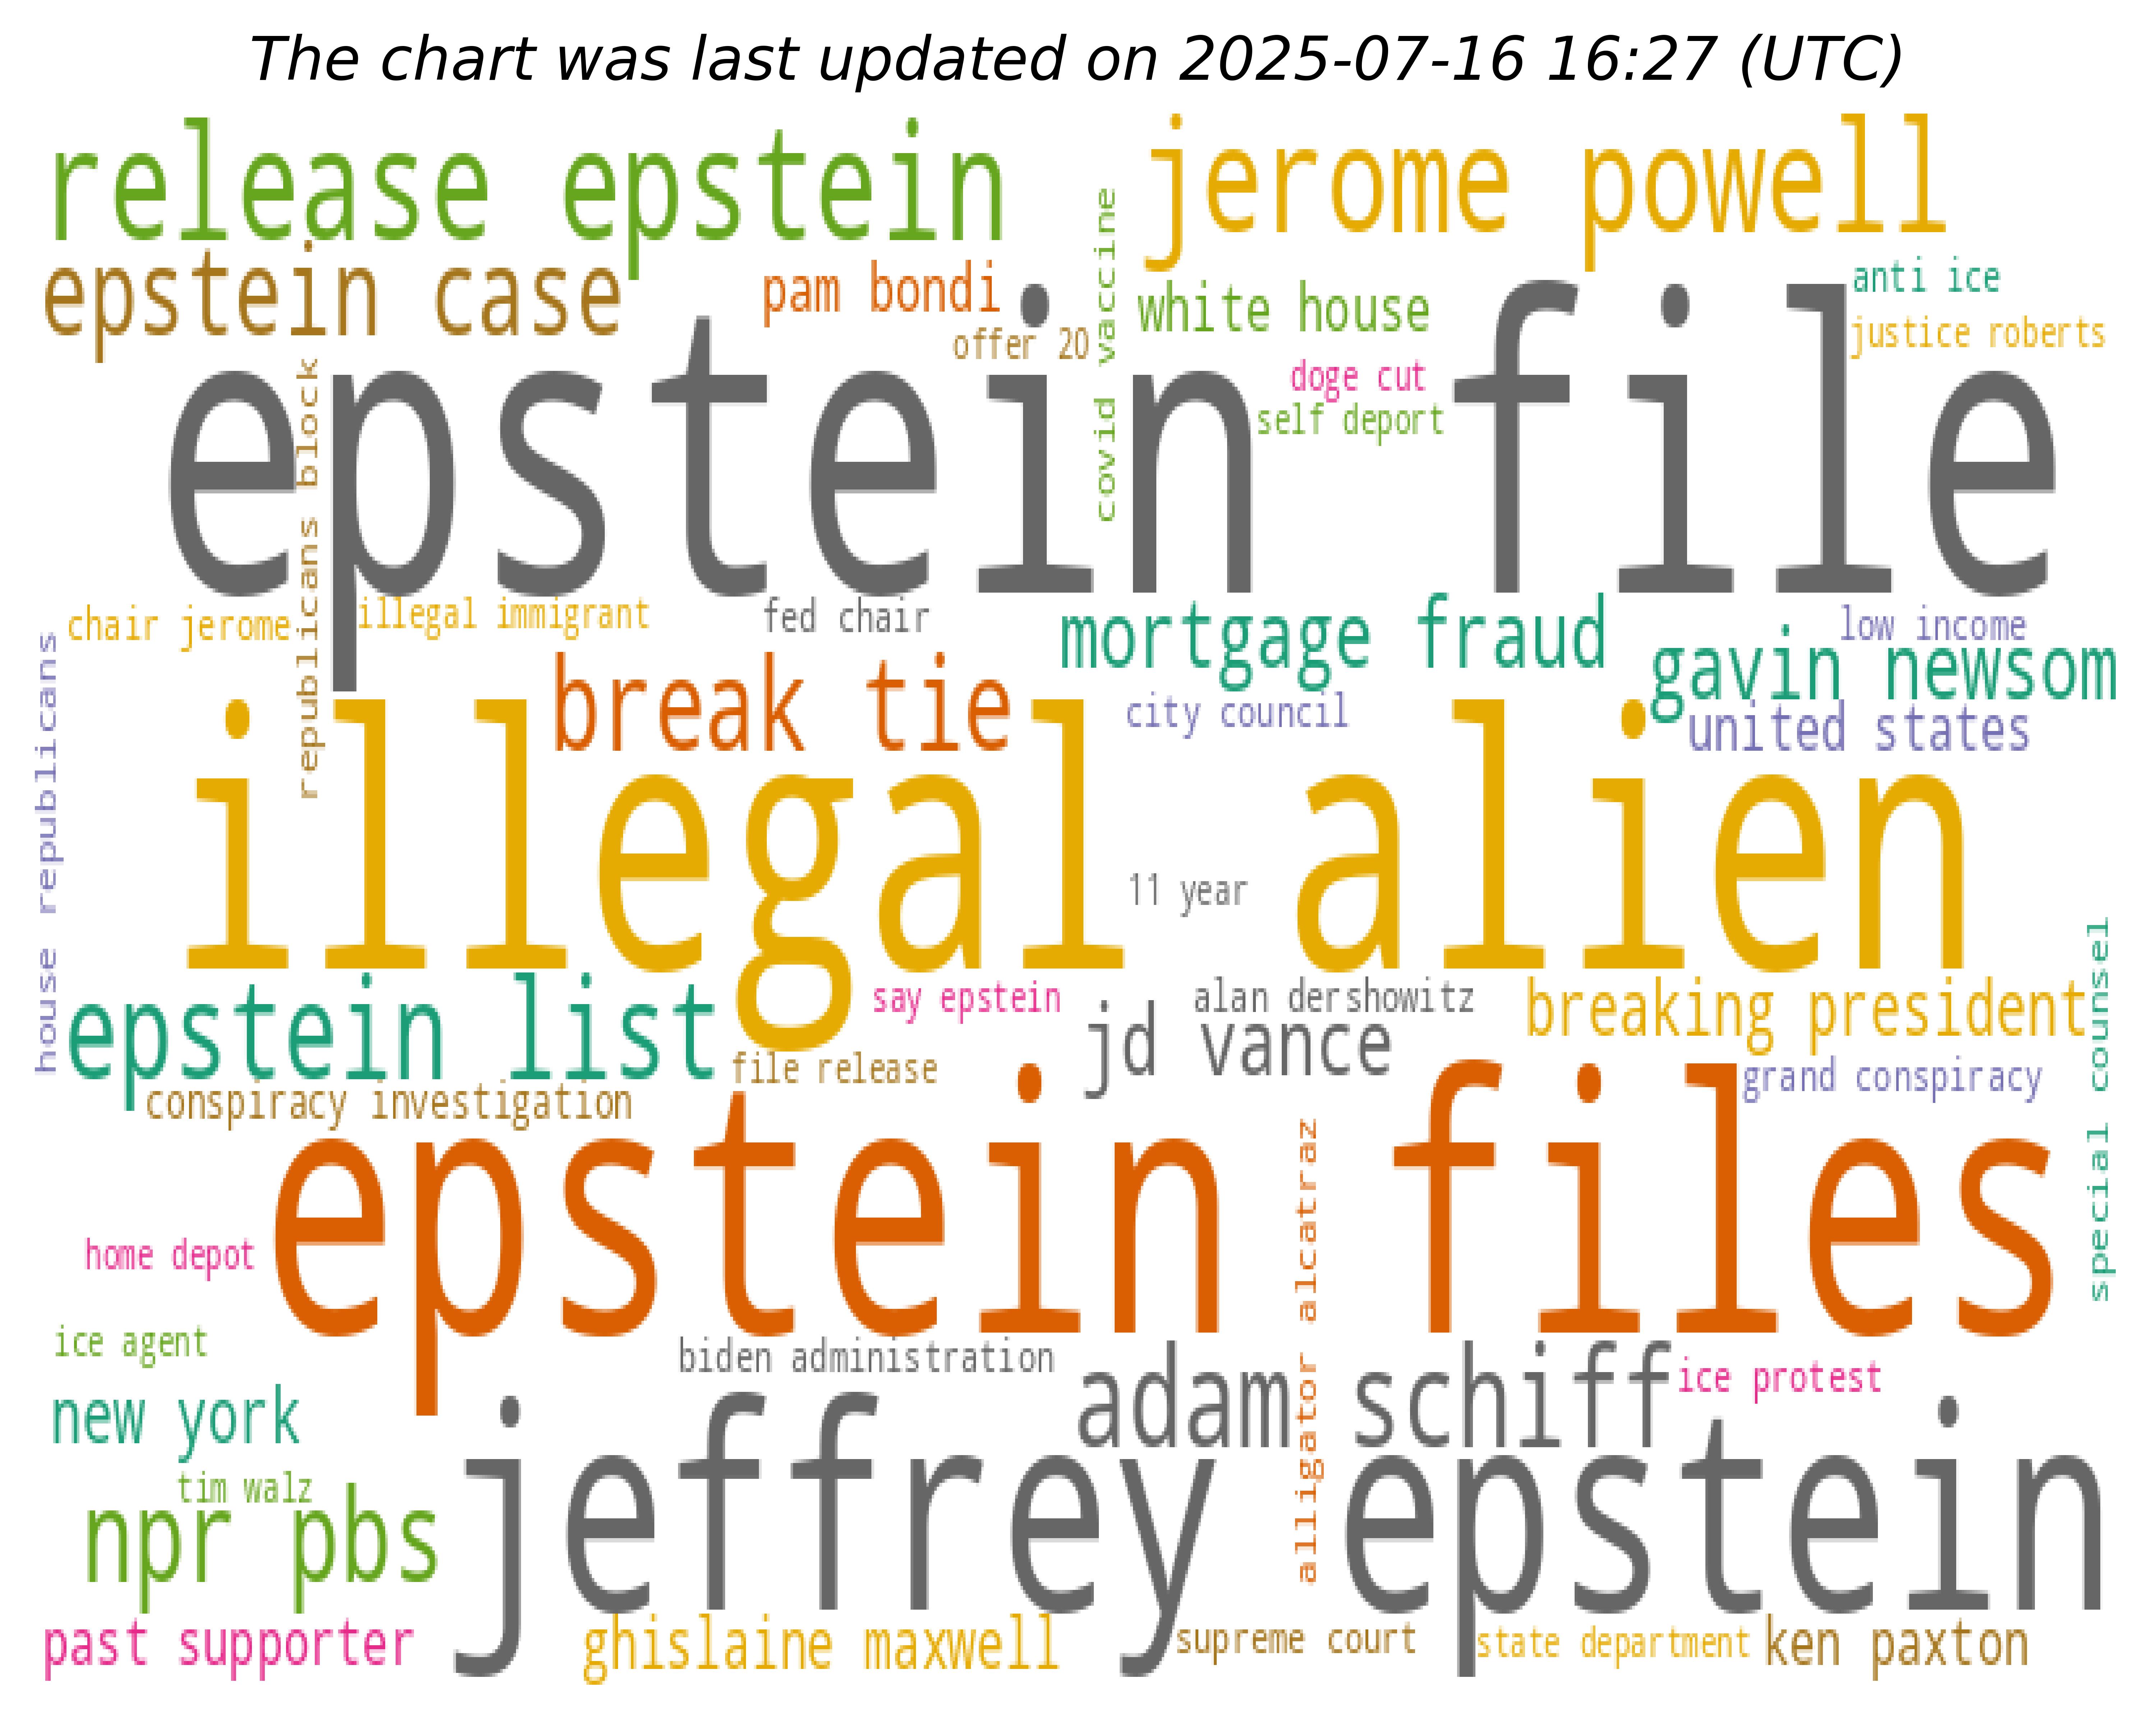 The chart was last updated on 2025-07-16 16:27 (UTC)
release epstein
jerome powell
epstein case
pam bondi
covid vaccine
white house
anti ice
offer 20
justice roberts
epstein file
doge cut
self deport
republicans block
chair jerome
illegal immigrant
fed chair
mortgage fraud
low income
gavin newsom
house republicans
break tie
city council
united states
illegal alien
11 year
epstein list
say epstein
alan dershowitz
jd vance
breaking president
special counsel
file release
grand conspiracy
conspiracy investigation
epstein files
alligator alcatraz
home depot
ice agent
biden administration
adam schiff
ice protest
new york
jeffrey epstein
tim walz
npr pbs
past supporter
ghislaine maxwell
supreme court
state department
ken paxton